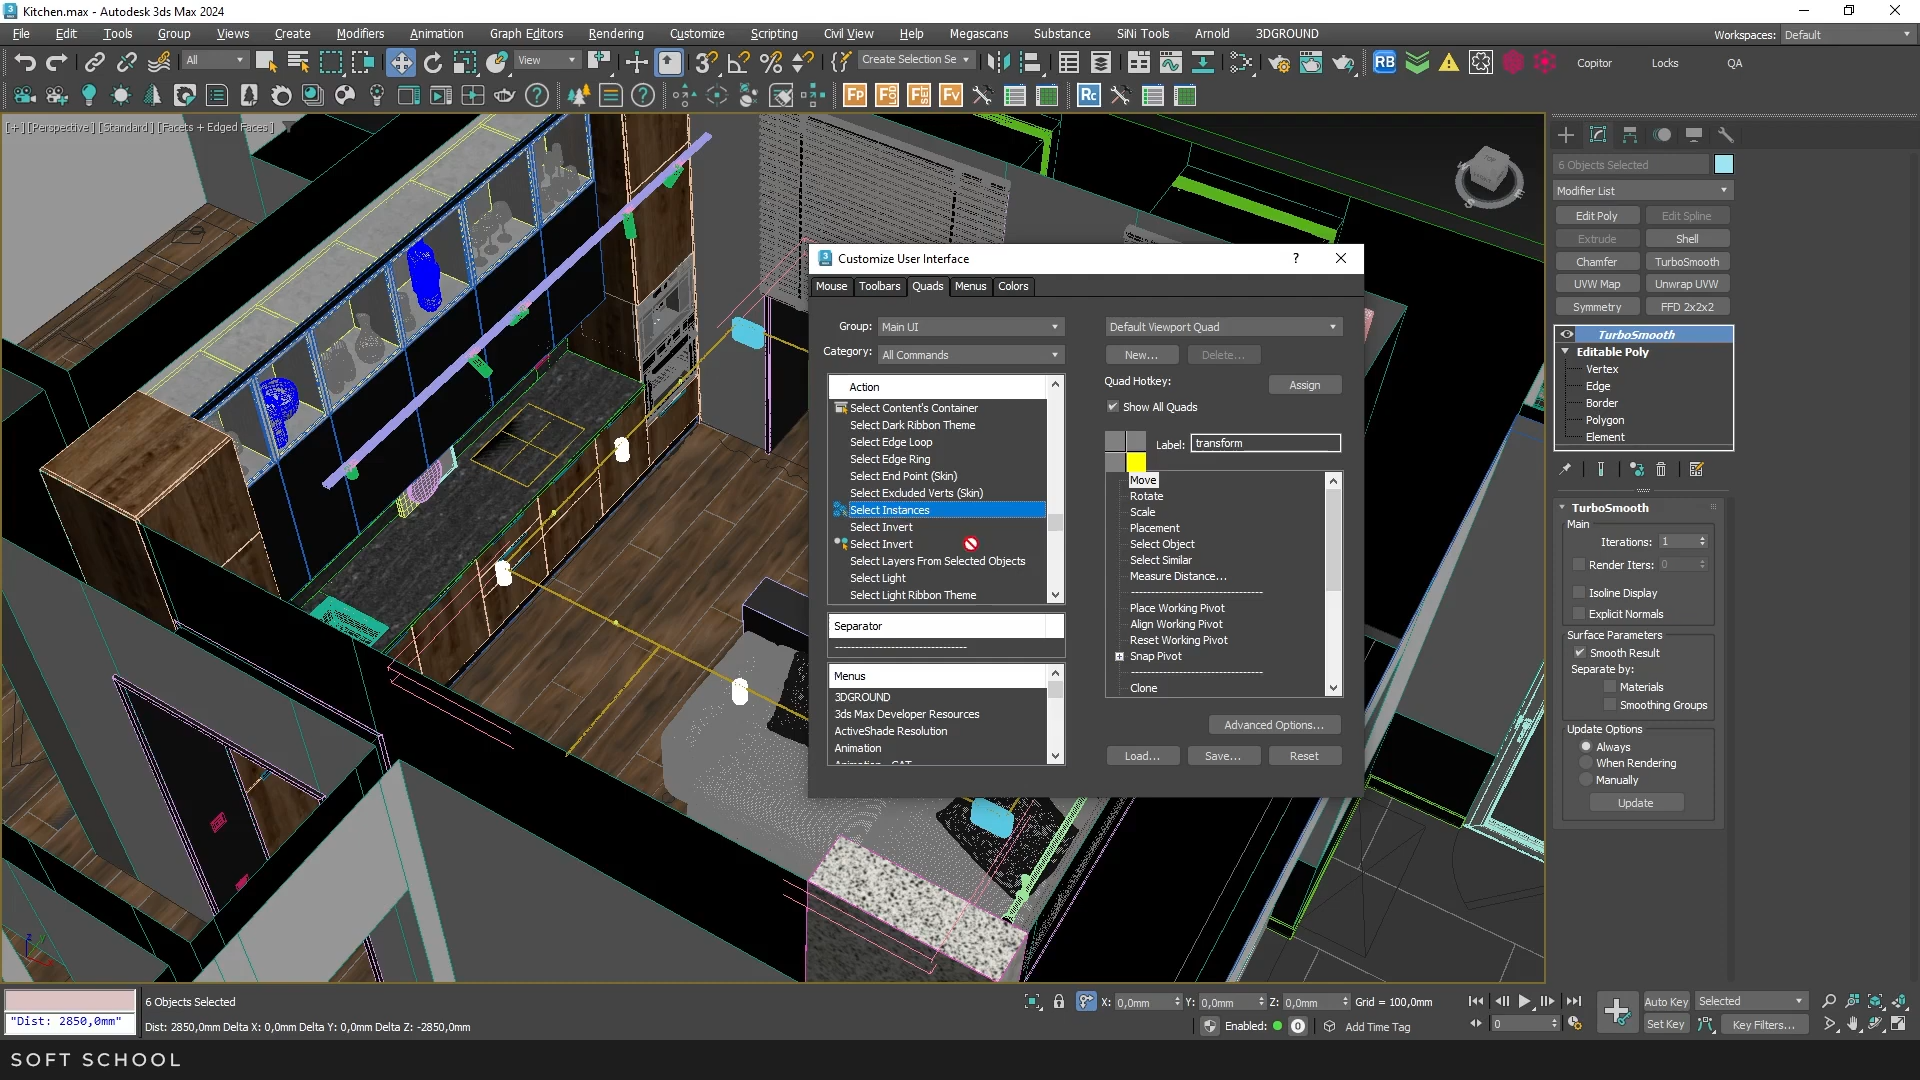 Kitchen.max - Autodesk 3ds Max 2024
File Edit Tools Group Views Create Modifiers Animation Graph Editors Rendering Customize Scripting Civil View Help Megascans Substance SiNi Tools Arnold 3DGROUND
Workspaces: Default
All View Create Selection Se RB Copitor Locks QA
Fp Fv Rc
[+] [Perspective] [Standard] [Facets + Edged Faces]
6 Objects Selected
Modifier List
Edit Poly Edit Spline
Extrude Shell
Chamfer TurboSmooth
UVW Map Unwrap UVW
Symmetry FFD 2x2x2
TurboSmooth
Editable Poly
Vertex
Edge
Border
Polygon
Element
TurboSmooth
Main
Iterations: 1
Render Iters: 0
Isoline Display
Explicit Normals
Surface Parameters
Smooth Result
Separate by:
Materials
Smoothing Groups
Update Options
Always
When Rendering
Manually
Update
Customize User Interface
Mouse Toolbars Quads Menus Colors
Group: Main UI
Category: All Commands
Action
Select Content's Container
Select Dark Ribbon Theme
Select Edge Loop
Select Edge Ring
Select End Point (Skin)
Select Excluded Verts (Skin)
Select Instances
Select Invert
Select Invert
Select Layers From Selected Objects
Select Light
Select Light Ribbon Theme
Separator
---------------------------------
Menus
3DGROUND
3ds Max Developer Resources
ActiveShade Resolution
Animation
Default Viewport Quad
New... Delete...
Quad Hotkey: Assign
Show All Quads
Label: transform
Move
Rotate
Scale
Placement
Select Object
Select Similar
Measure Distance...
---------------------------------
Place Working Pivot
Align Working Pivot
Reset Working Pivot
Snap Pivot
---------------------------------
Clone
Advanced Options...
Load... Save... Reset
6 Objects Selected
X: 0,0mm Y: 0,0mm Z: 0,0mm Grid = 100,0mm
Auto Key Selected
"Dist: 2850,0mm"
Dist: 2850,0mm Delta X: 0,0mm Delta Y: 0,0mm Delta Z: -2850,0mm
Enabled: 0 Add Time Tag
0 Set Key Key Filters...
SOFT SCHOOL